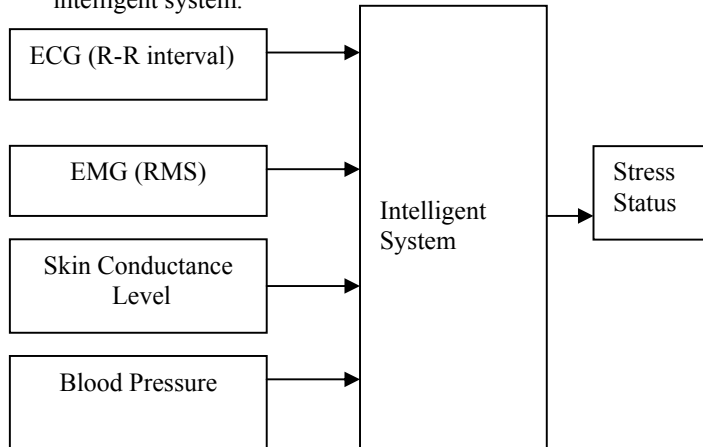 intelligent system.
ECG (R-R interval)
EMG (RMS)
Skin Conductance
Level
Blood Pressure
Intelligent
System
Stress
Status